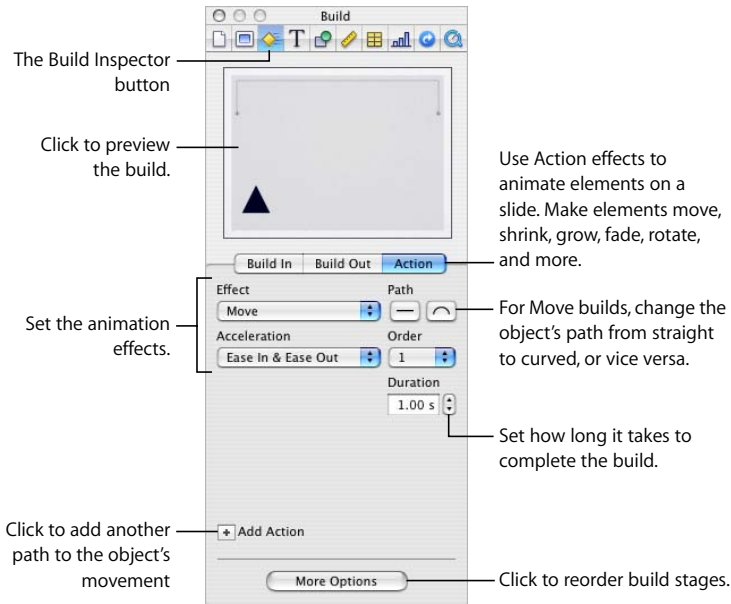 Build
T
The Build Inspector
button
Click to preview
the build.
Use Action effects to
animate elements on a
slide. Make elements move,
shrink, grow, fade, rotate,
and more.
Build In Build Out Action
Effect Path
Move
For Move builds, change the
object's path from straight
to curved, or vice versa.
Set the animation
effects.
Acceleration Order
Ease In & Ease Out 1
Duration
1.00 s
Set how long it takes to
complete the build.
Click to add another
path to the object's
movement
+ Add Action
More Options
Click to reorder build stages.